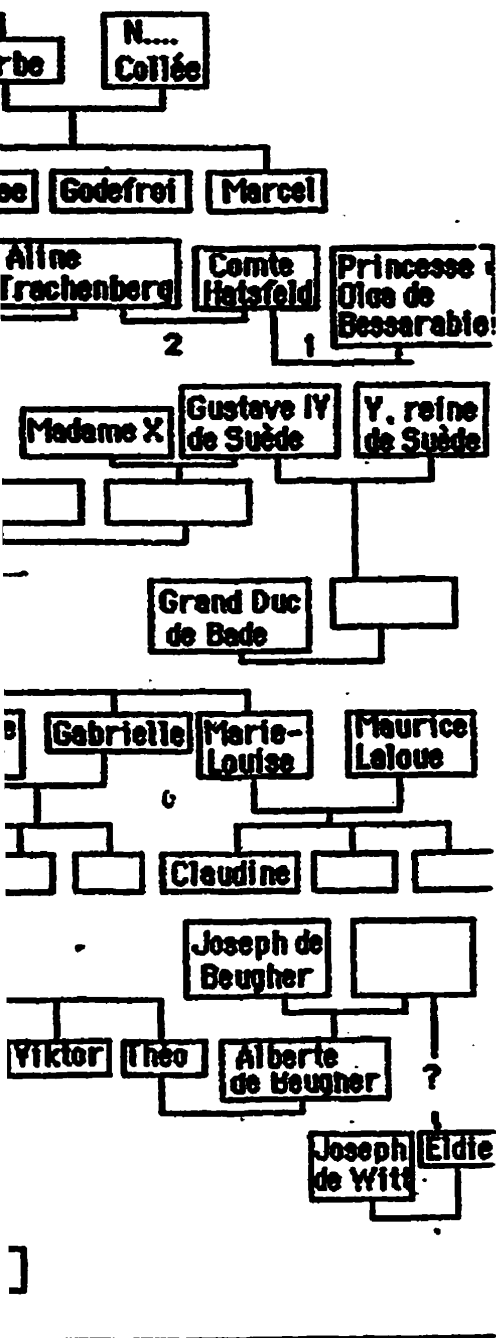 N....
rbe
Collée
se
Godefroi
Marcel
Aline
Trachenberg
Comte
Hatsfeld
Princesse
Olga de
Bessarabie
2
1
Madame X
Gustave IV
de Suède
Y. reine
de Suède
Grand Duc
de Bade
e
Gabrielle
Marie-
Louise
Maurice
Laloue
Claudine
Joseph de
Beugher
Viktor
Théo
Alberte
de Beugher
?
Joseph
de Witt
Eldie